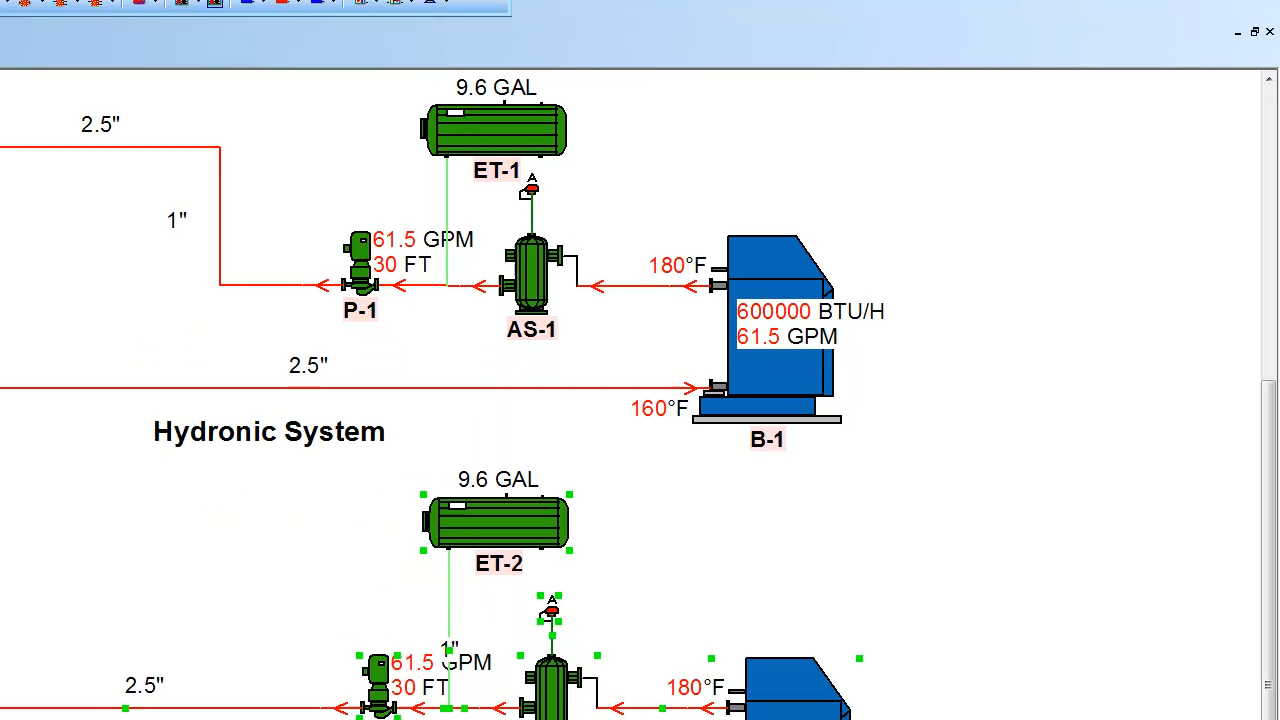 9.6 GAL
2.5"
ET-1
A
1"
61.5 GPM
30 FT
180°F
P-1
AS-1
600000 BTU/H
61.5 GPM
2.5"
160°F
Hydronic System
B-1
9.6 GAL
ET-2
A
1"
61.5 GPM
30 FT
2.5"
180°F